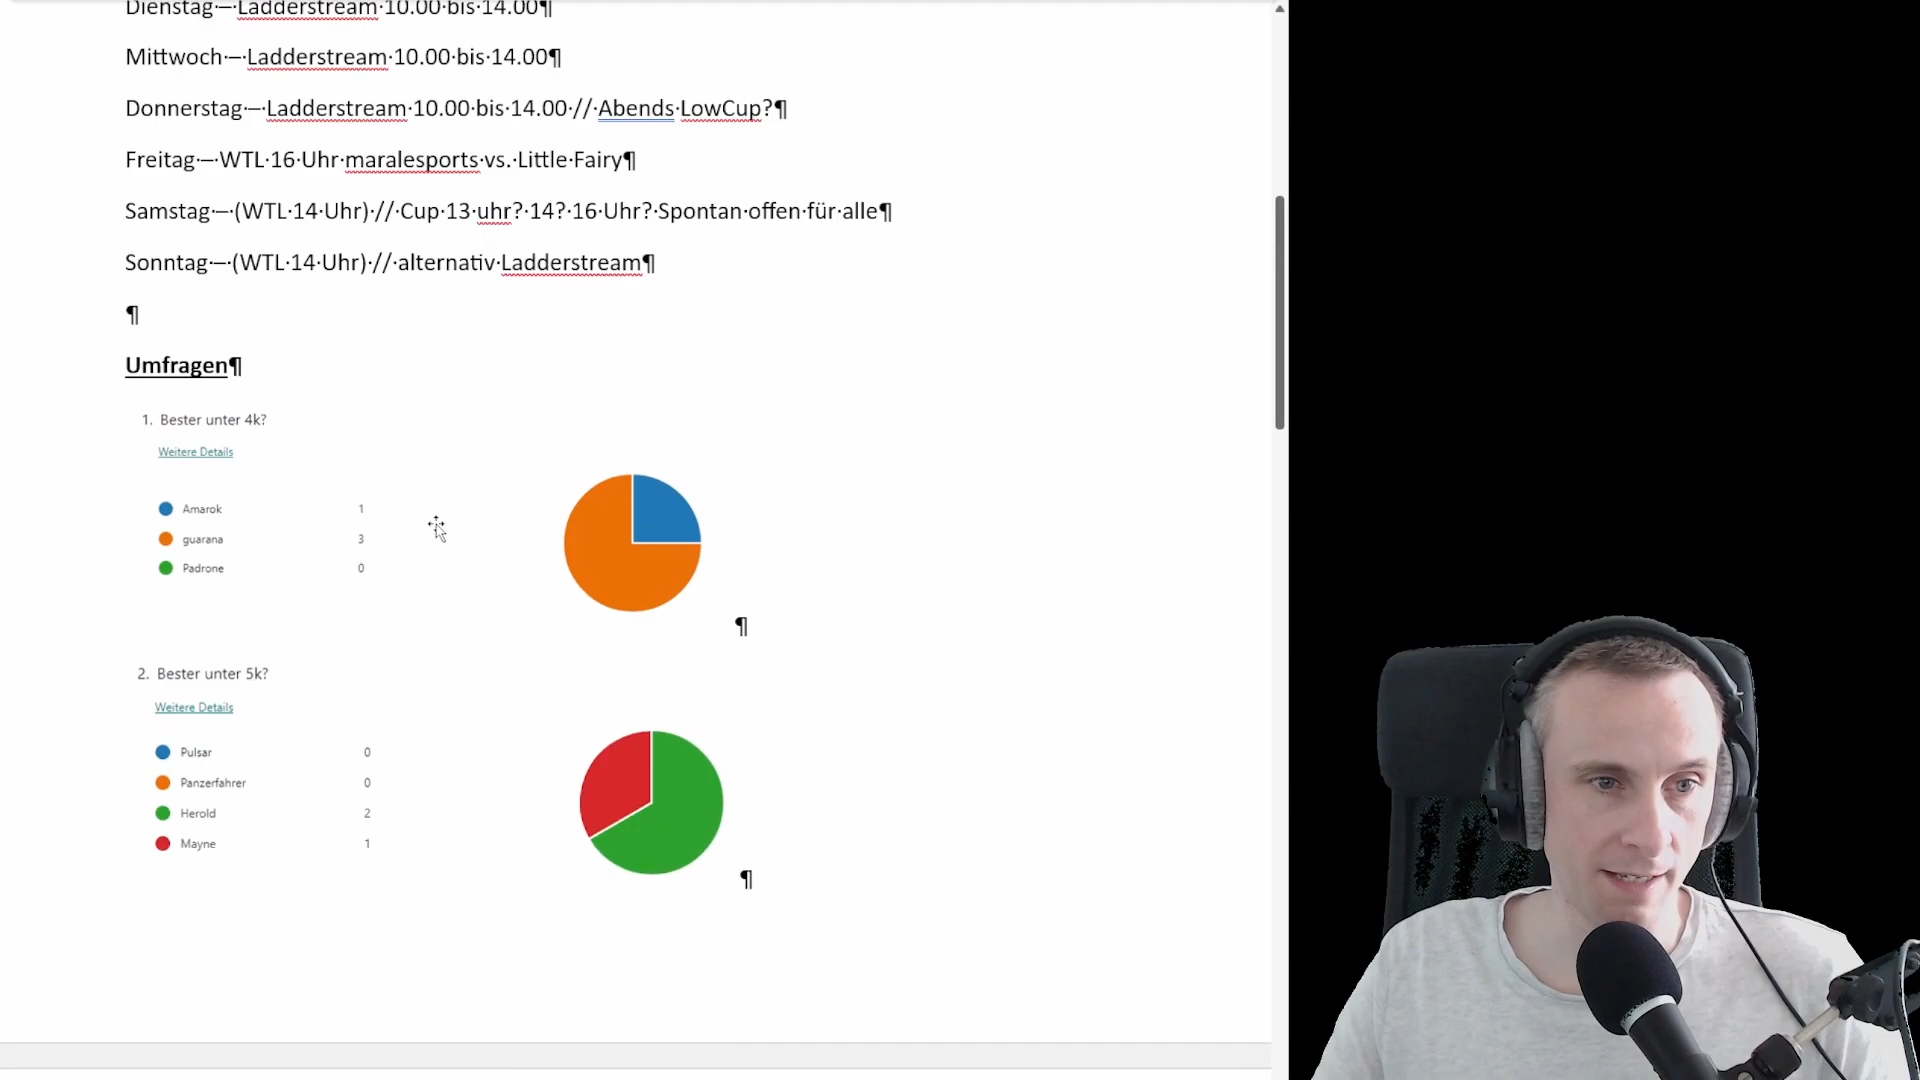 Dienstag – Ladderstream 10.00 bis 14.00¶
Mittwoch – Ladderstream 10.00 bis 14.00¶
Donnerstag – Ladderstream 10.00 bis 14.00 // Abends LowCup?¶
Freitag – WTL 16 Uhr maralesports vs. Little Fairy¶
Samstag – (WTL 14 Uhr) // Cup 13 uhr? 14? 16 Uhr? Spontan offen für alle¶
Sonntag – (WTL 14 Uhr) // alternativ Ladderstream¶
¶
Umfragen¶
1. Bester unter 4k?
Weitere Details
Amarok 1
guarana 3
Padrone 0
¶
2. Bester unter 5k?
Weitere Details
Pulsar 0
Panzerfahrer 0
Herold 2
Mayne 1
¶